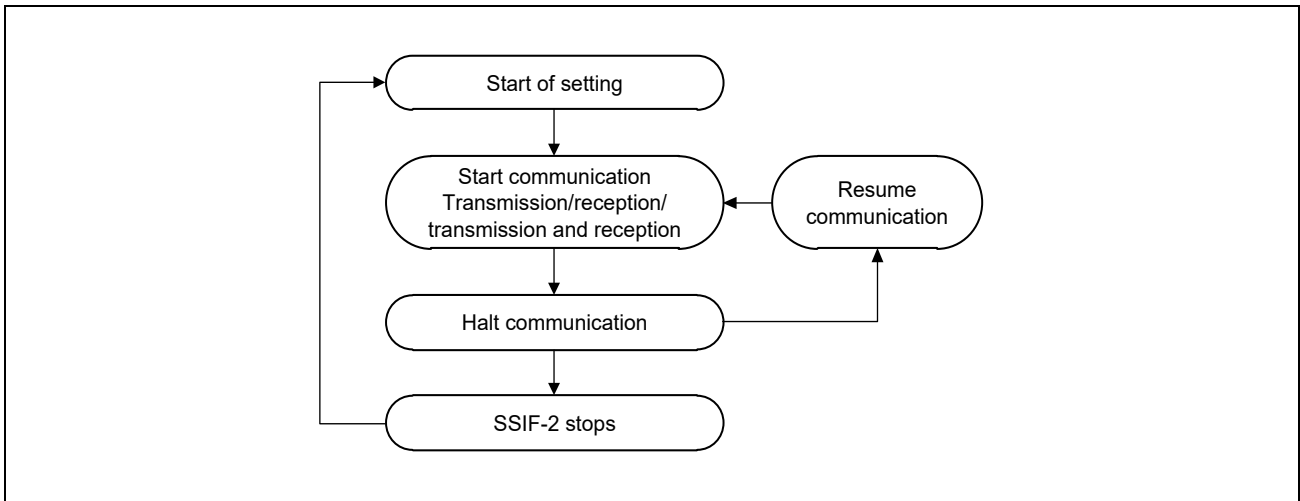 Start of setting
Start communication
Transmission/reception/
transmission and reception
Resume
communication
Halt communication
SSIF-2 stops